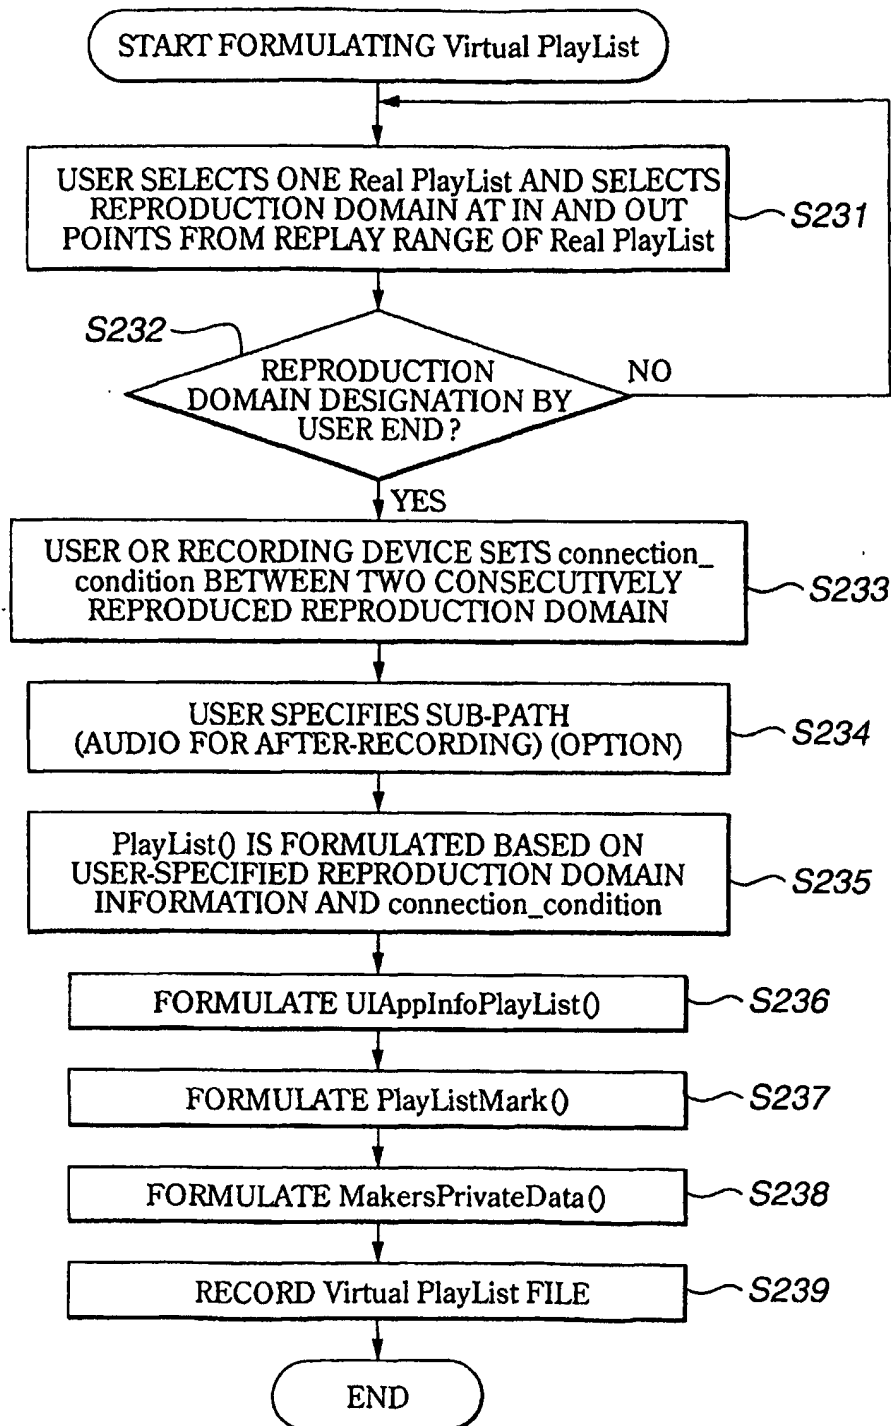 START FORMULATING Virtual PlayList
USER SELECTS ONE Real PlayList AND SELECTS
REPRODUCTION DOMAIN AT IN AND OUT
POINTS FROM REPLAY RANGE OF Real PlayList
S231
S232
REPRODUCTION
DOMAIN DESIGNATION BY
USER END ?
NO
YES
USER OR RECORDING DEVICE SETS connection_
condition BETWEEN TWO CONSECUTIVELY
REPRODUCED REPRODUCTION DOMAIN
S233
USER SPECIFIES SUB-PATH
(AUDIO FOR AFTER-RECORDING) (OPTION)
S234
PlayList() IS FORMULATED BASED ON
USER-SPECIFIED REPRODUCTION DOMAIN
INFORMATION AND connection_condition
S235
FORMULATE UIAppInfoPlayList()
S236
FORMULATE PlayListMark()
S237
FORMULATE MakersPrivateData()
S238
RECORD Virtual PlayList FILE
S239
END